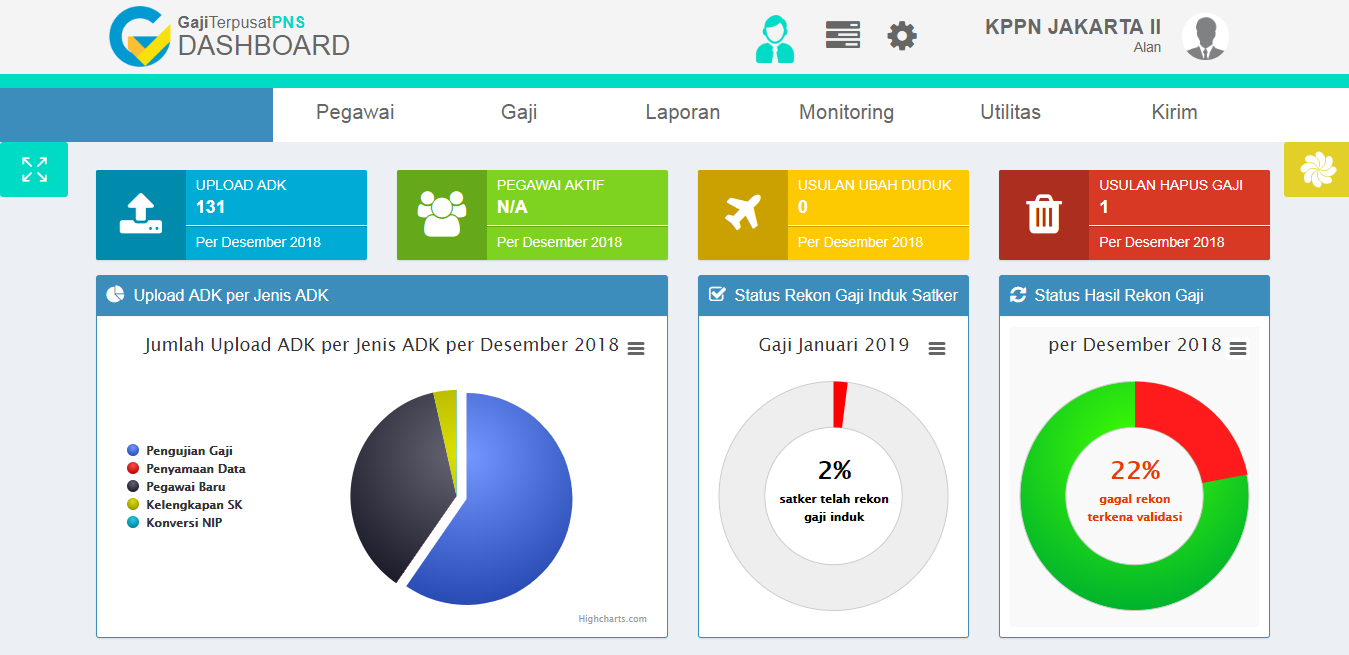 GajiTerpusatPNS
DASHBOARD
KPPN JAKARTA II
Alan
Pegawai Gaji Laporan Monitoring Utilitas Kirim
UPLOAD ADK
131
Per Desember 2018
PEGAWAI AKTIF
N/A
Per Desember 2018
USULAN UBAH DUDUK
0
Per Desember 2018
USULAN HAPUS GAJI
1
Per Desember 2018
Upload ADK per Jenis ADK
Jumlah Upload ADK per Jenis ADK per Desember 2018
Pengujian Gaji
Penyamaan Data
Pegawai Baru
Kelengkapan SK
Konversi NIP
Highcharts.com
Status Rekon Gaji Induk Satker
Gaji Januari 2019
2%
satker telah rekon
gaji induk
Status Hasil Rekon Gaji
per Desember 2018
22%
gagal rekon
terkena validasi